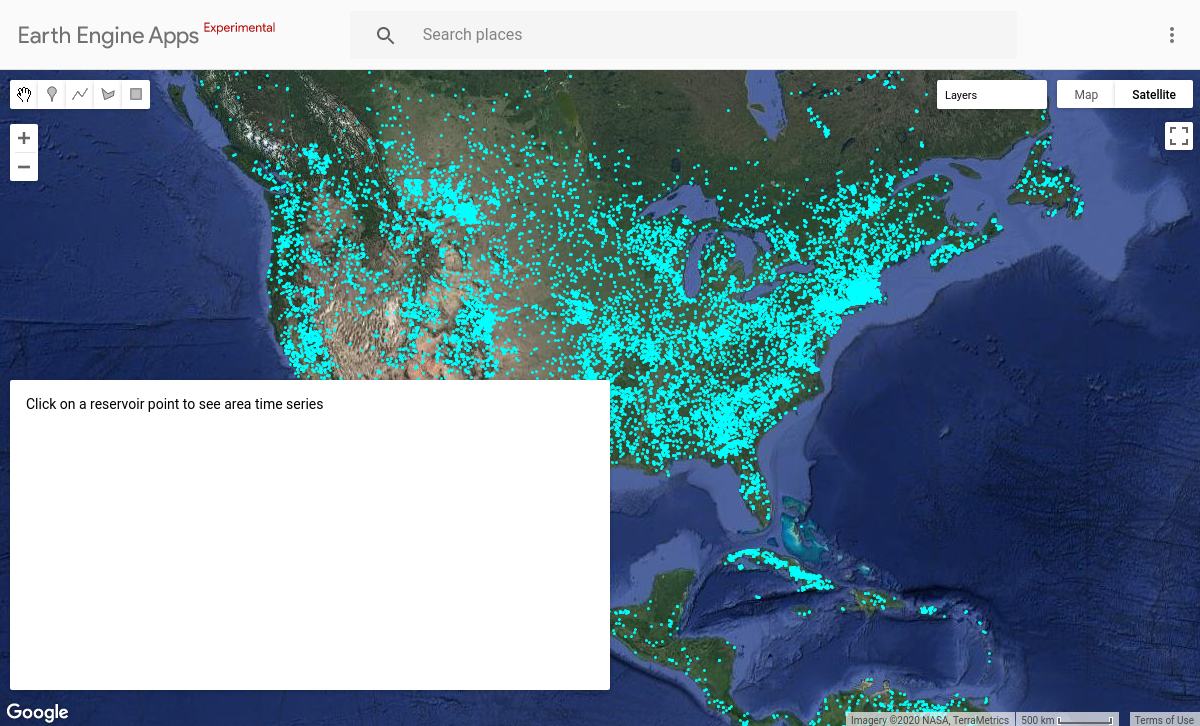 Earth Engine Apps Experimental
Search places
Layers
Map Satellite
+
−
Click on a reservoir point to see area time series
Google
Imagery ©2020 NASA, TerraMetrics 500 km Terms of Use